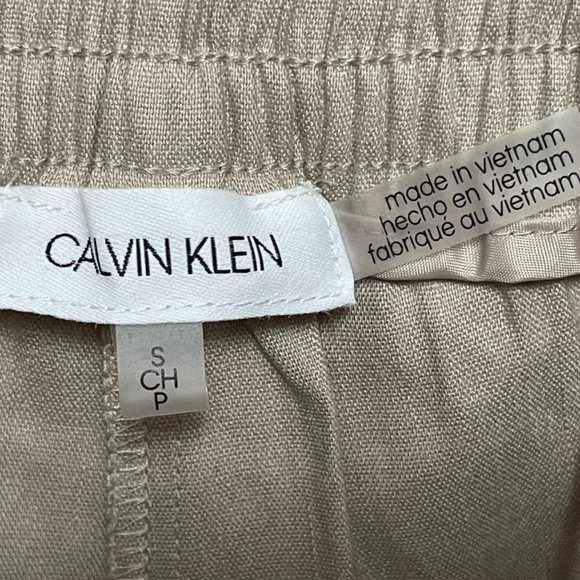 CALVIN KLEIN
S
CH
P
made in vietnam
hecho en vietnam
fabriqué au vietnam